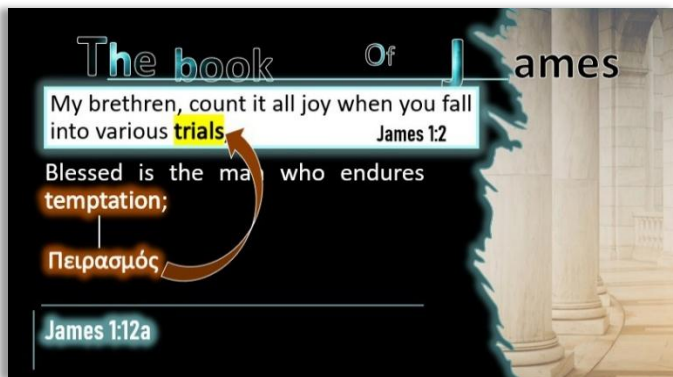 The book Of James
My brethren, count it all joy when you fall
into various trials, James 1:2
Blessed is the man who endures
temptation;
Πειρασμός
James 1:12a